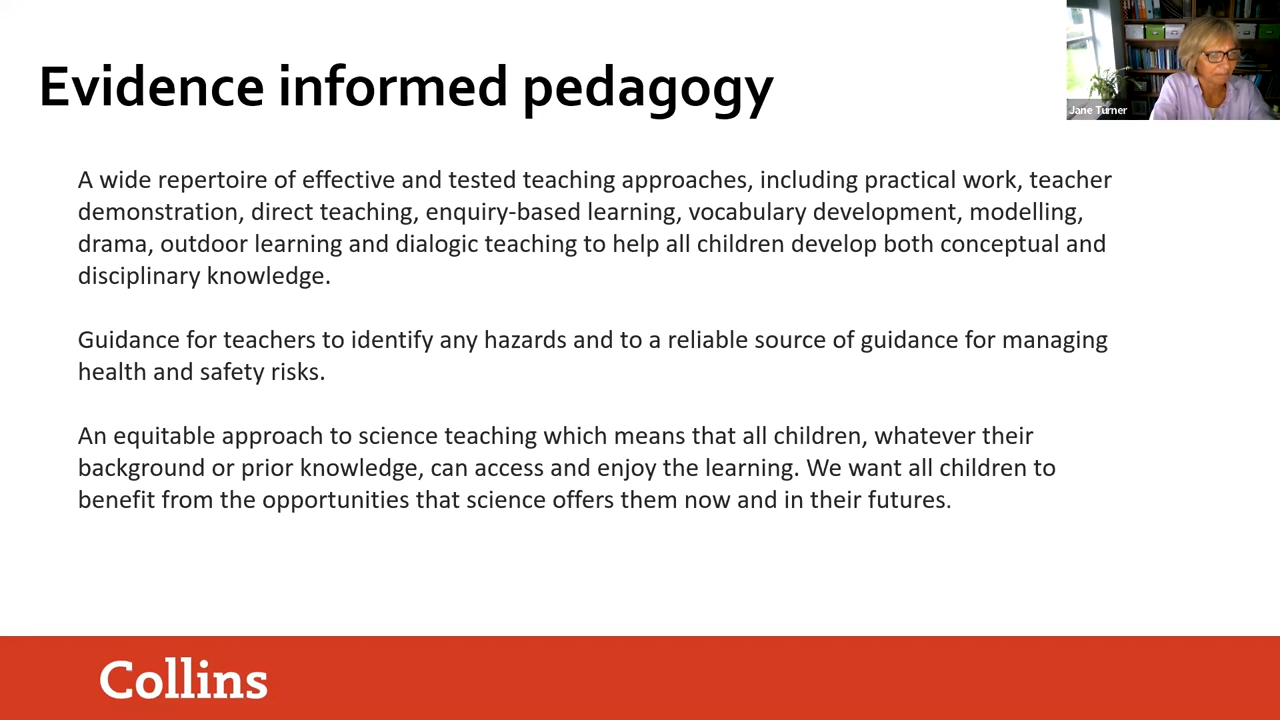 Evidence informed pedagogy
Jane Turner
A wide repertoire of effective and tested teaching approaches, including practical work, teacher
demonstration, direct teaching, enquiry-based learning, vocabulary development, modelling,
drama, outdoor learning and dialogic teaching to help all children develop both conceptual and
disciplinary knowledge.
Guidance for teachers to identify any hazards and to a reliable source of guidance for managing
health and safety risks.
An equitable approach to science teaching which means that all children, whatever their
background or prior knowledge, can access and enjoy the learning. We want all children to
benefit from the opportunities that science offers them now and in their futures.
Collins